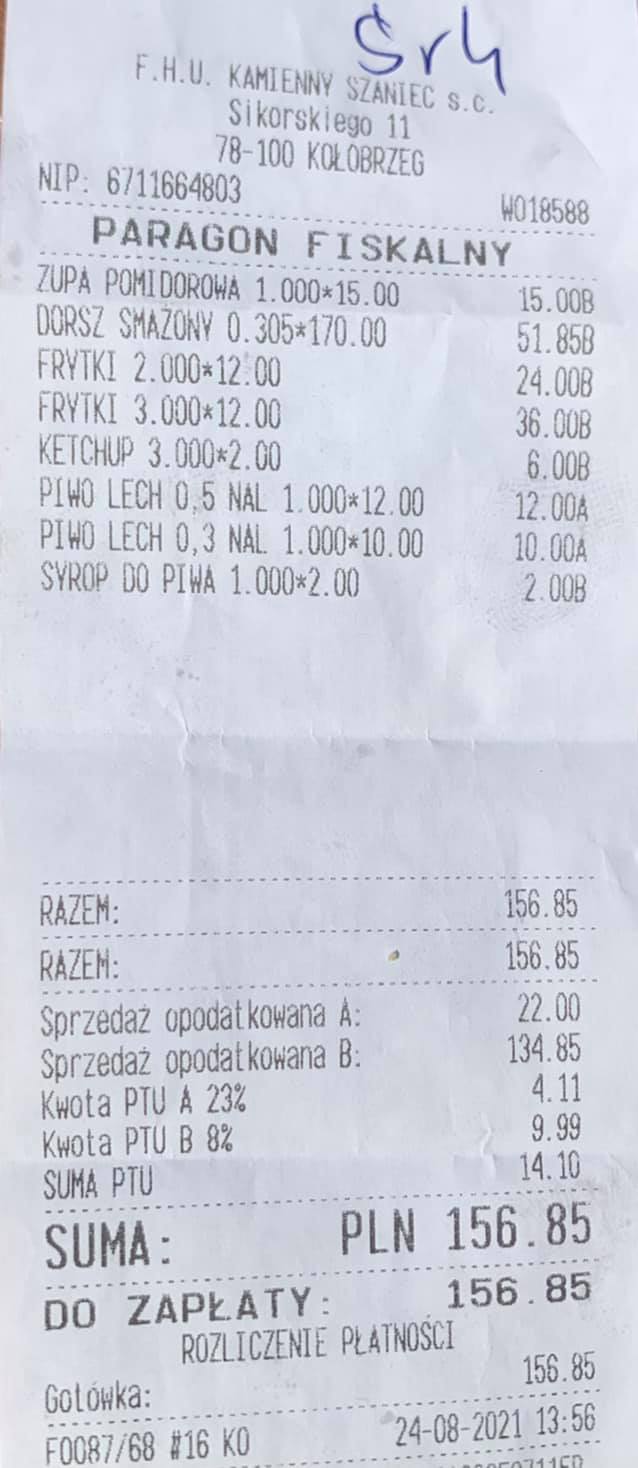 F.H.U. KAMIENNY SZANIEC s.c.
Sikorskiego 11
78-100 KOŁOBRZEG
NIP: 6711664803 W018588
PARAGON FISKALNY
ZUPA POMIDOROWA 1.000*15.00 15.00B
DORSZ SMAŻONY 0.305*170.00 51.85B
FRYTKI 2.000*12.00 24.00B
FRYTKI 3.000*12.00 36.00B
KETCHUP 3.000*2.00 6.00B
PIWO LECH 0,5 NAL 1.000*12.00 12.00A
PIWO LECH 0,3 NAL 1.000*10.00 10.00A
SYROP DO PIWA 1.000*2.00 2.00B
RAZEM: 156.85
RAZEM: 156.85
Sprzedaż opodatkowana A: 22.00
Sprzedaż opodatkowana B: 134.85
Kwota PTU A 23% 4.11
Kwota PTU B 8% 9.99
SUMA PTU 14.10
SUMA: PLN 156.85
DO ZAPŁATY: 156.85
ROZLICZENIE PŁATNOŚCI
Gotówka: 156.85
F0087/68 #16 KO 24-08-2021 13:56